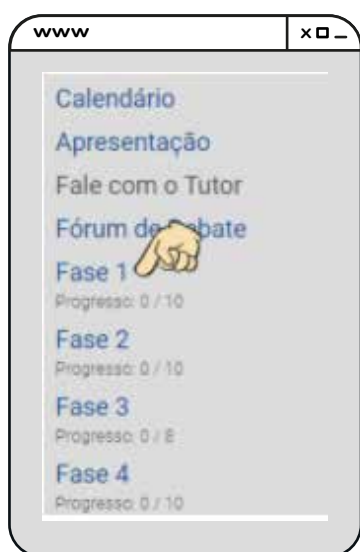 www
Calendário
Apresentação
Fale com o Tutor
Fórum de Debate
Fase 1
Progresso: 0 / 10
Fase 2
Progresso: 0 / 10
Fase 3
Progresso: 0 / 8
Fase 4
Progresso: 0 / 10